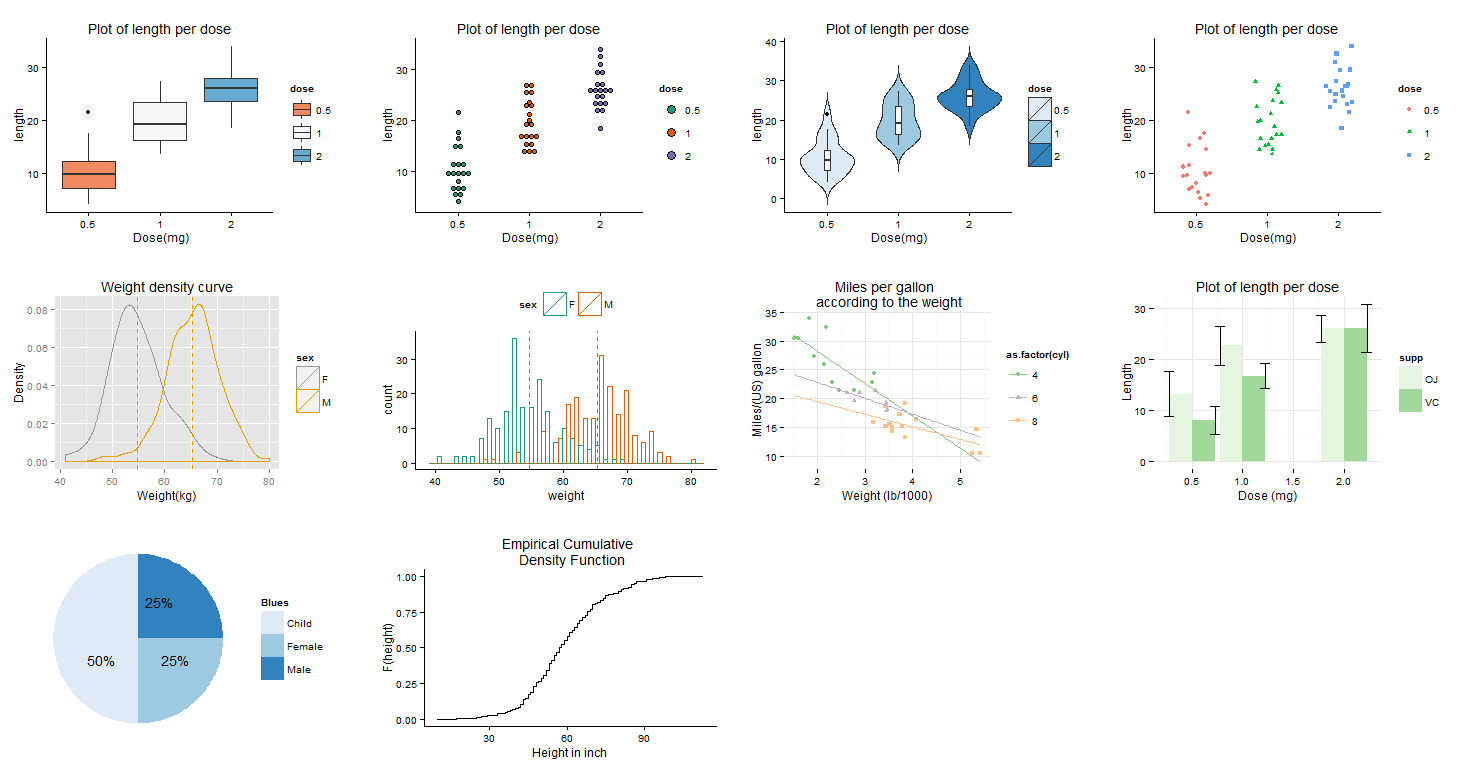 Plot of length per dose
length
30
20
10
0.5
1
2
Dose(mg)
dose
0.5
1
2
Plot of length per dose
length
30
20
10
0.5
1
2
Dose(mg)
dose
0.5
1
2
Plot of length per dose
length
40
30
20
10
0
0.5
1
2
Dose(mg)
dose
0.5
1
2
Plot of length per dose
length
30
20
10
0.5
1
2
Dose(mg)
dose
0.5
1
2
Weight density curve
Density
0.08
0.06
0.04
0.02
0.00
40
50
60
70
80
Weight(kg)
sex
F
M
sex
F
M
count
30
20
10
0
40
50
60
70
80
weight
Miles per gallon
according to the weight
Miles/(US) gallon
35
30
25
20
15
10
2
3
4
5
Weight (lb/1000)
as.factor(cyl)
4
6
8
Plot of length per dose
Length
30
20
10
0
0.5
1.0
1.5
2.0
Dose (mg)
supp
OJ
VC
25%
50%
25%
Blues
Child
Female
Male
Empirical Cumulative
Density Function
F(height)
1.00
0.75
0.50
0.25
0.00
30
60
90
Height in inch